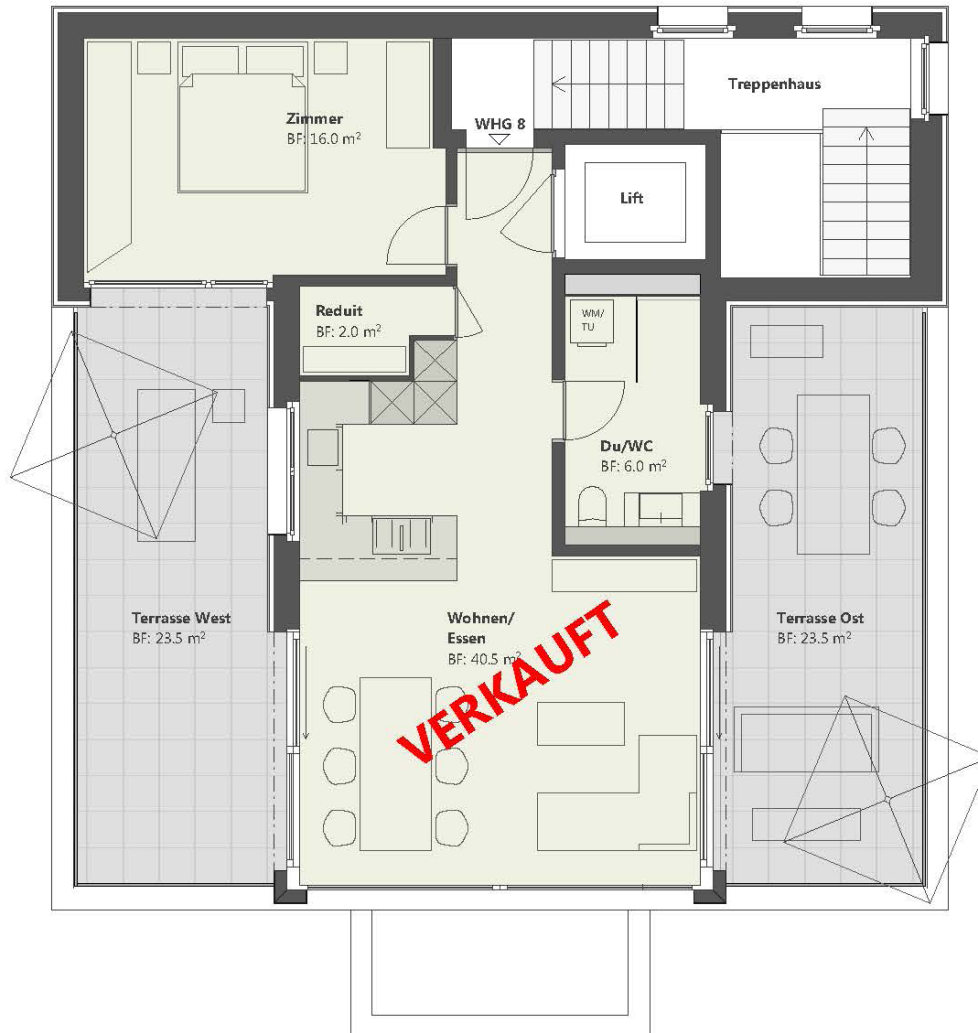 Treppenhaus
Zimmer
BF: 16.0 m²
WHG 8
Lift
Reduit
BF: 2.0 m²
WM/
TU
Du/WC
BF: 6.0 m²
Terrasse West
BF: 23.5 m²
Wohnen/
Essen
BF: 40.5 m²
Terrasse Ost
BF: 23.5 m²
VERKAUFT